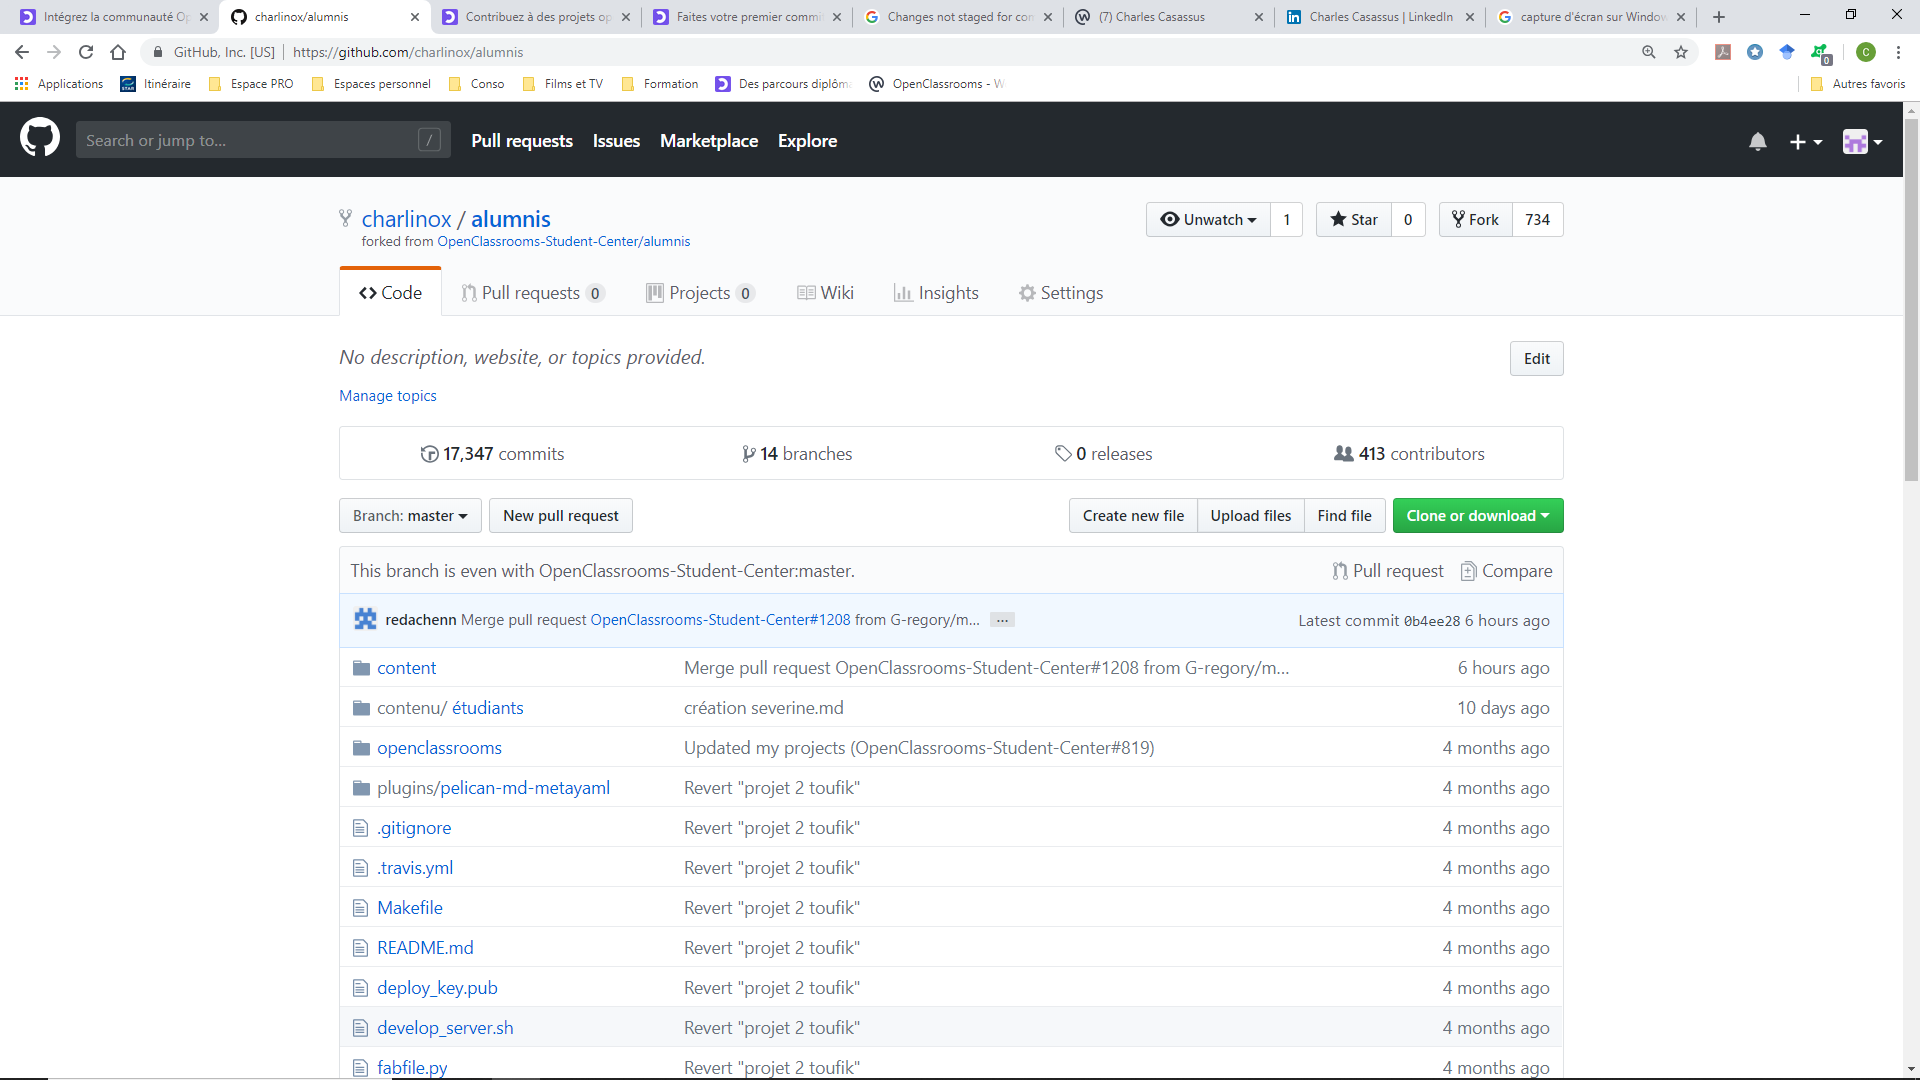 Intégrez la communauté Op
charlinox/alumnis
Contribuez à des projets op
Faites votre premier commi
Changes not staged for com
(7) Charles Casassus
Charles Casassus | LinkedIn
capture d'écran sur Window
GitHub, Inc. [US] | https://github.com/charlinox/alumnis
0
C
Applications
Itinéraire
Espace PRO
Espaces personnel
Conso
Films et TV
Formation
Des parcours diplôm
OpenClassrooms - W
Autres favoris
Search or jump to...
/
Pull requests
Issues
Marketplace
Explore
charlinox / alumnis
forked from OpenClassrooms-Student-Center/alumnis
Unwatch 1
Star 0
Fork 734
Code
Pull requests 0
Projects 0
Wiki
Insights
Settings
No description, website, or topics provided.
Edit
Manage topics
17,347 commits
14 branches
0 releases
413 contributors
Branch: master
New pull request
Create new file
Upload files
Find file
Clone or download
This branch is even with OpenClassrooms-Student-Center:master.
Pull request
Compare
redachenn Merge pull request OpenClassrooms-Student-Center#1208 from G-regory/m... ...
Latest commit 0b4ee28 6 hours ago
content Merge pull request OpenClassrooms-Student-Center#1208 from G-regory/m... 6 hours ago
contenu/ étudiants création severine.md 10 days ago
openclassrooms Updated my projects (OpenClassrooms-Student-Center#819) 4 months ago
plugins/pelican-md-metayaml Revert "projet 2 toufik" 4 months ago
.gitignore Revert "projet 2 toufik" 4 months ago
.travis.yml Revert "projet 2 toufik" 4 months ago
Makefile Revert "projet 2 toufik" 4 months ago
README.md Revert "projet 2 toufik" 4 months ago
deploy_key.pub Revert "projet 2 toufik" 4 months ago
develop_server.sh Revert "projet 2 toufik" 4 months ago
fabfile.py Revert "projet 2 toufik" 4 months ago